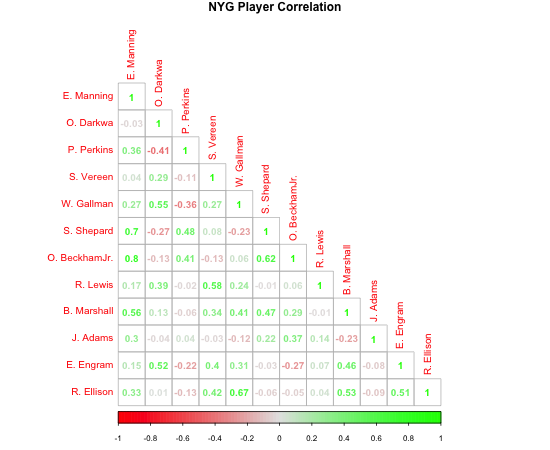 NYG Player Correlation
E. Manning
O. Darkwa
P. Perkins
S. Vereen
W. Gallman
S. Shepard
O. BeckhamJr.
R. Lewis
B. Marshall
J. Adams
E. Engram
R. Ellison
E. Manning 1
O. Darkwa -0.03 1
P. Perkins 0.36 -0.41 1
S. Vereen 0.04 0.29 -0.11 1
W. Gallman 0.27 0.55 -0.36 0.27 1
S. Shepard 0.7 -0.27 0.48 0.08 -0.23 1
O. BeckhamJr. 0.8 -0.13 0.41 -0.13 0.06 0.62 1
R. Lewis 0.17 0.39 -0.02 0.58 0.24 -0.01 0.06 1
B. Marshall 0.56 0.13 -0.06 0.34 0.41 0.47 0.29 -0.01 1
J. Adams 0.3 -0.04 0.04 -0.03 -0.12 0.22 0.37 0.14 -0.23 1
E. Engram 0.15 0.52 -0.22 0.4 0.31 -0.03 -0.27 0.07 0.46 -0.08 1
R. Ellison 0.33 0.01 -0.13 0.42 0.67 -0.06 -0.05 0.04 0.53 -0.09 0.51 1
-1 -0.8 -0.6 -0.4 -0.2 0 0.2 0.4 0.6 0.8 1